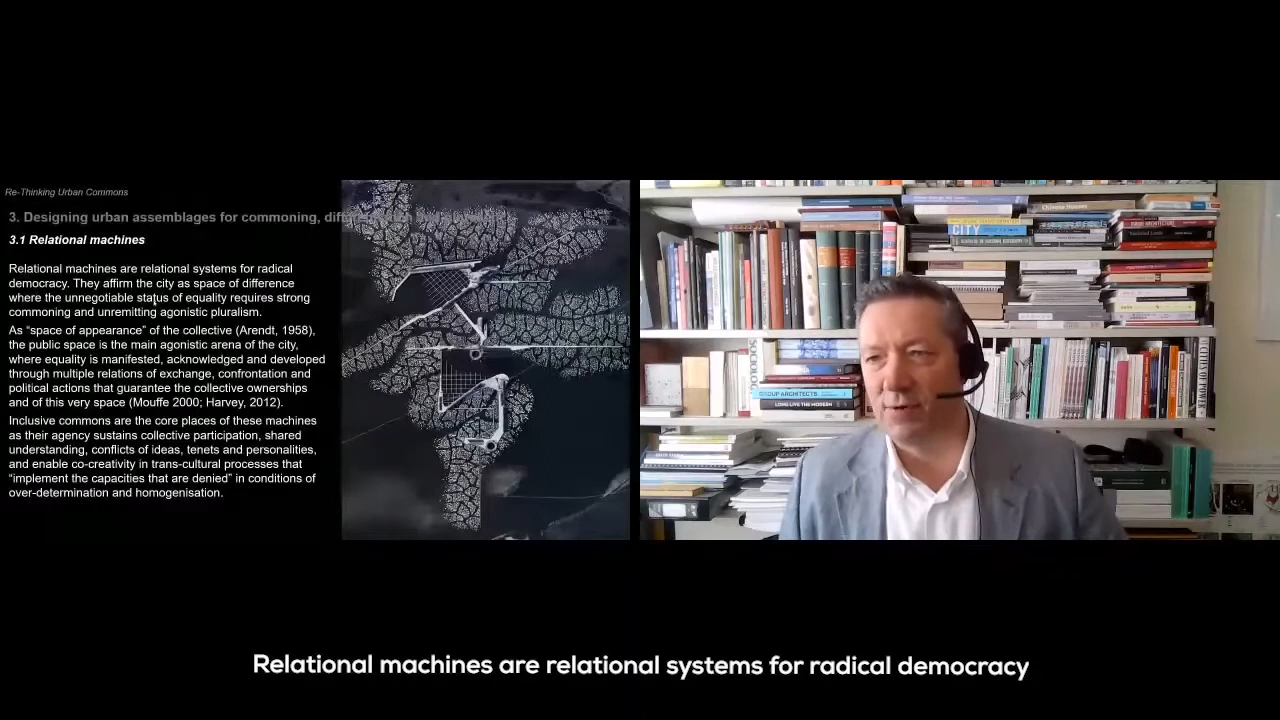 Re-Thinking Urban Commons
3. Designing urban assemblages for commoning,
3.1 Relational machines
Relational machines are relational systems for radical
democracy. They affirm the city as space of difference
where the unnegotiable status of equality requires strong
commoning and unremitting agonistic pluralism.
As “space of appearance” of the collective (Arendt, 1958),
the public space is the main agonistic arena of the city,
where equality is manifested, acknowledged and developed
through multiple relations of exchange, confrontation and
political actions that guarantee the collective ownerships
and of this very space (Mouffe 2000; Harvey, 2012).
Inclusive commons are the core places of these machines
as their agency sustains collective participation, shared
understanding, conflicts of ideas, tenets and personalities,
and enable co-creativity in trans-cultural processes that
“implement the capacities that are denied” in conditions of
over-determination and homogenisation.
CITY
GROUP ARCHITECTS
LONG LIVE THE MODERN
Relational machines are relational systems for radical democracy